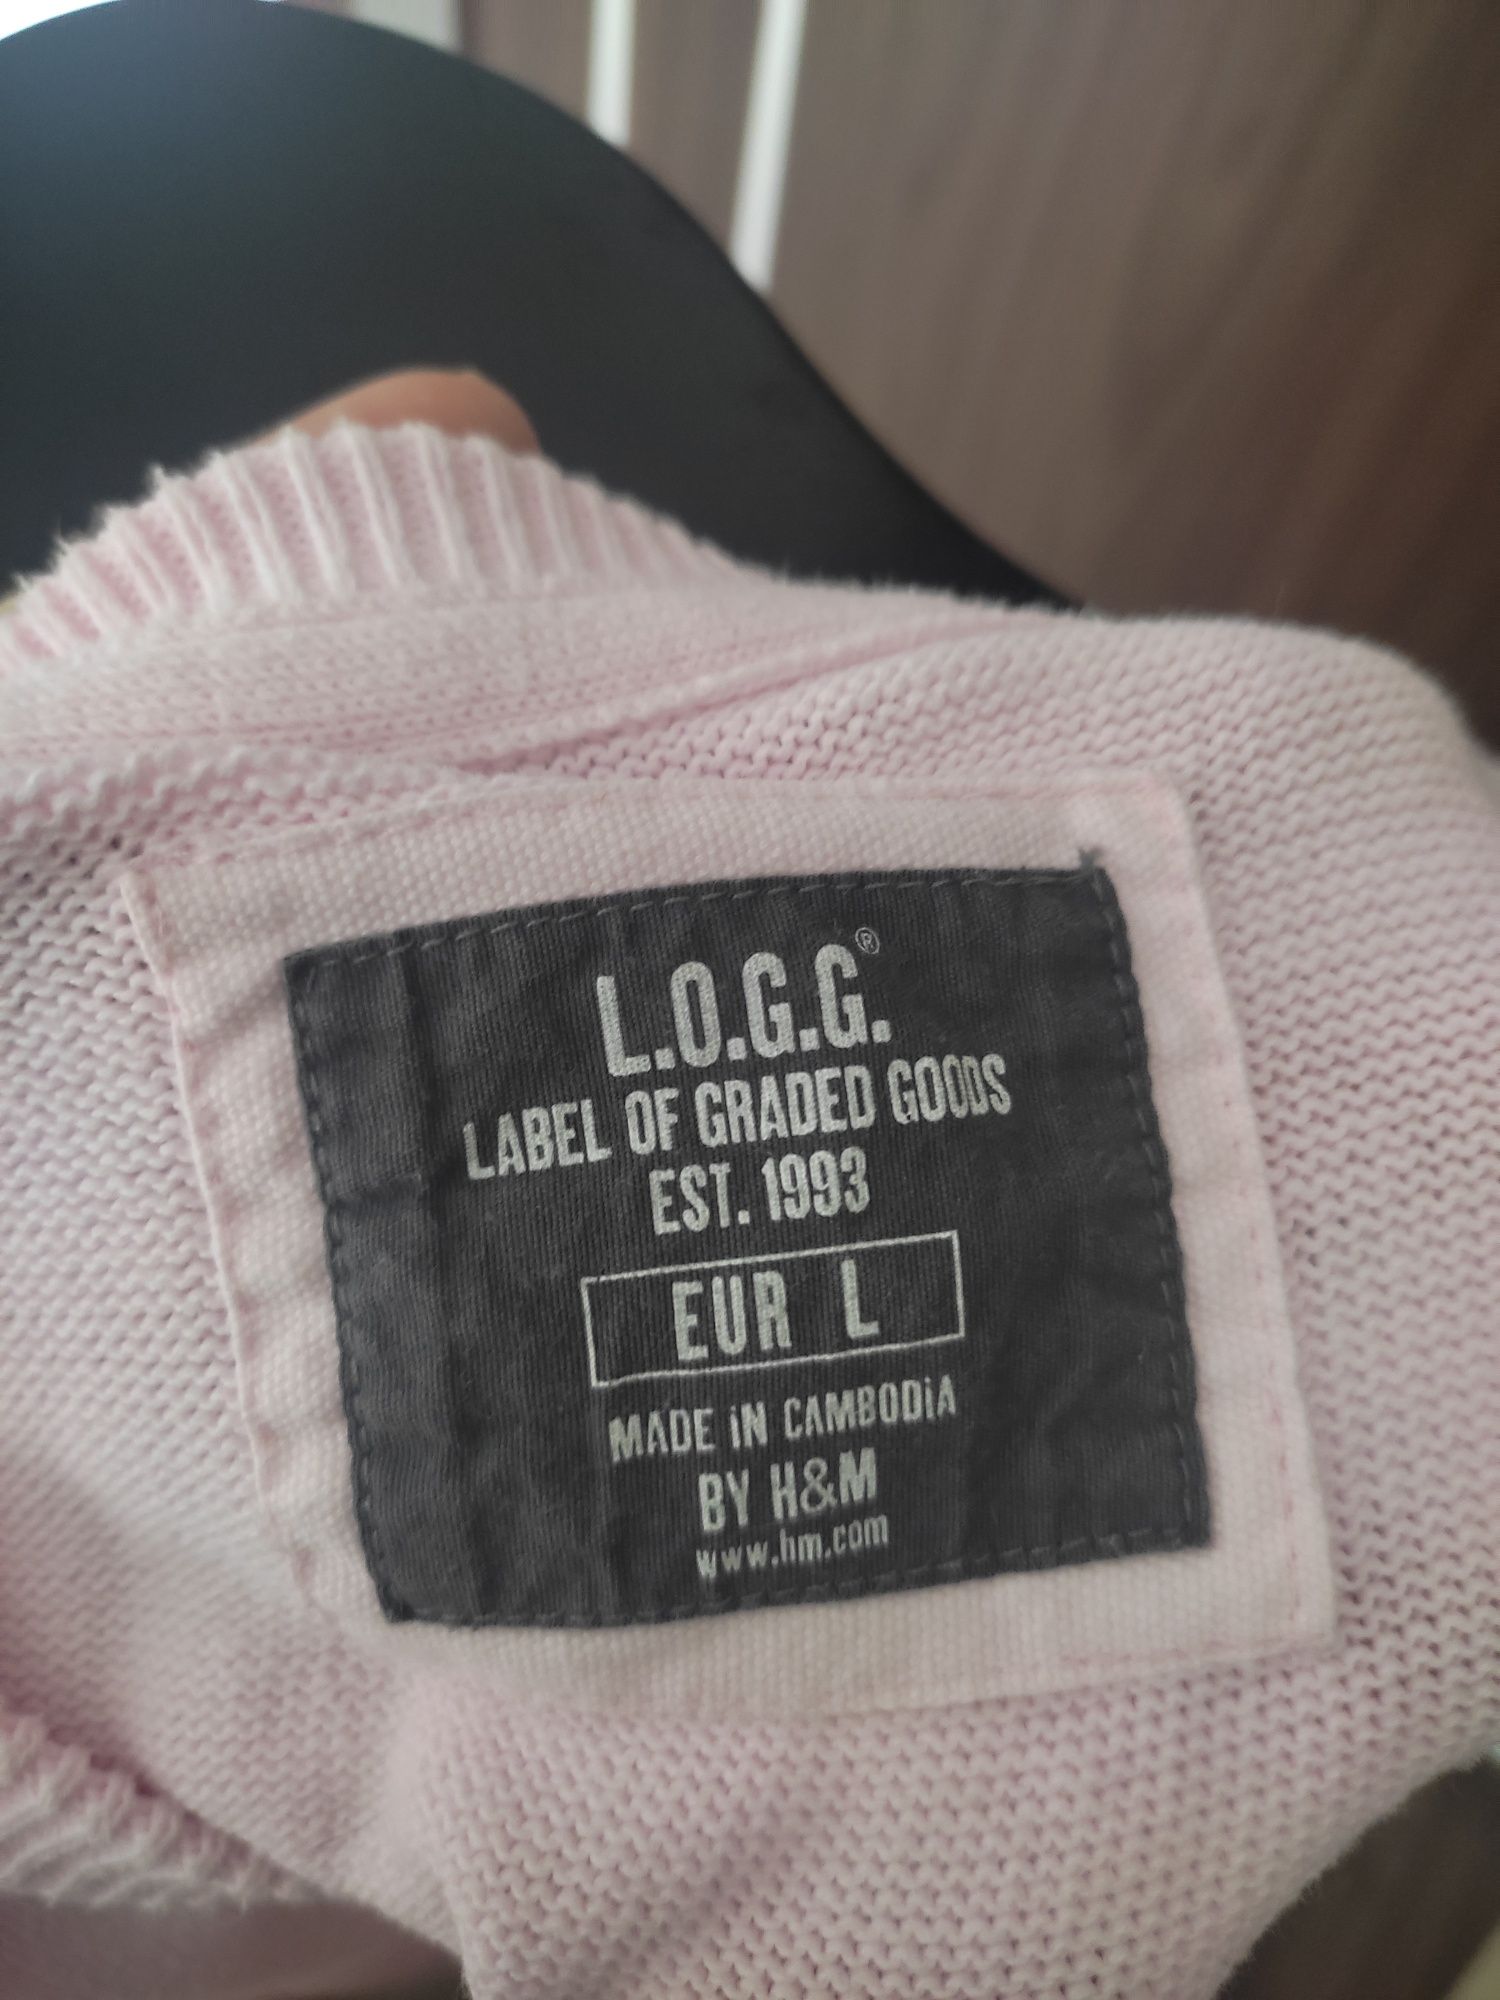 L.O.G.G.®
LABEL OF GRADED GOODS
EST. 1993
EUR L
MADE iN CAMBODiA
BY H&M
www.hm.com